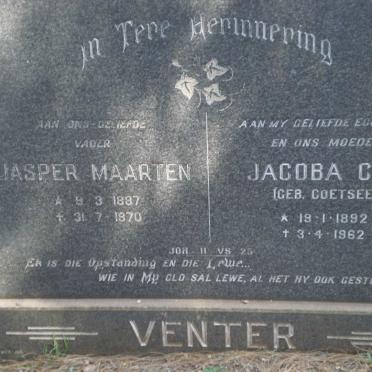 In Tere Herinnering
AAN ONS GELIEFDE
VADER
JASPER MAARTEN
* 9·3·1887
† 31·7·1970
AAN MY GELIEFDE
EN ONS MOEDE
JACOBA C
(GEB. COETSEE
* 19·1·1892
† 3·4·1962
JOH. 11 VS 25
Ek is die Opstanding en die Lewe...
WIE IN MY GLO SAL LEWE, AL HET HY OOK GESTE
VENTER